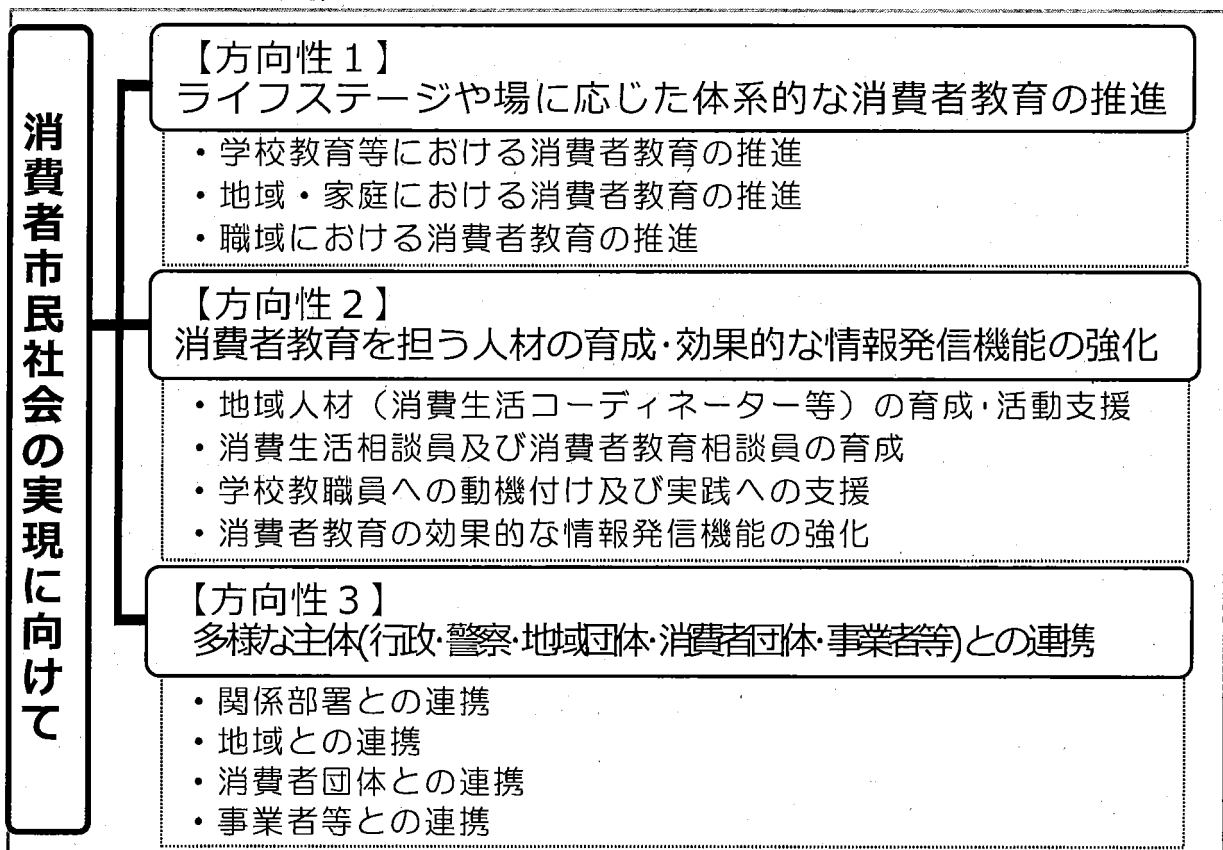 消費者市民社会の実現に向けて
【方向性１】
ライフステージや場に応じた体系的な消費者教育の推進
・学校教育等における消費者教育の推進
・地域・家庭における消費者教育の推進
・職域における消費者教育の推進
【方向性２】
消費者教育を担う人材の育成・効果的な情報発信機能の強化
・地域人材（消費生活コーディネーター等）の育成・活動支援
・消費生活相談員及び消費者教育相談員の育成
・学校教職員への動機付け及び実践への支援
・消費者教育の効果的な情報発信機能の強化
【方向性３】
多様な主体(行政・警察・地域団体・消費者団体・事業者等)との連携
・関係部署との連携
・地域との連携
・消費者団体との連携
・事業者等との連携